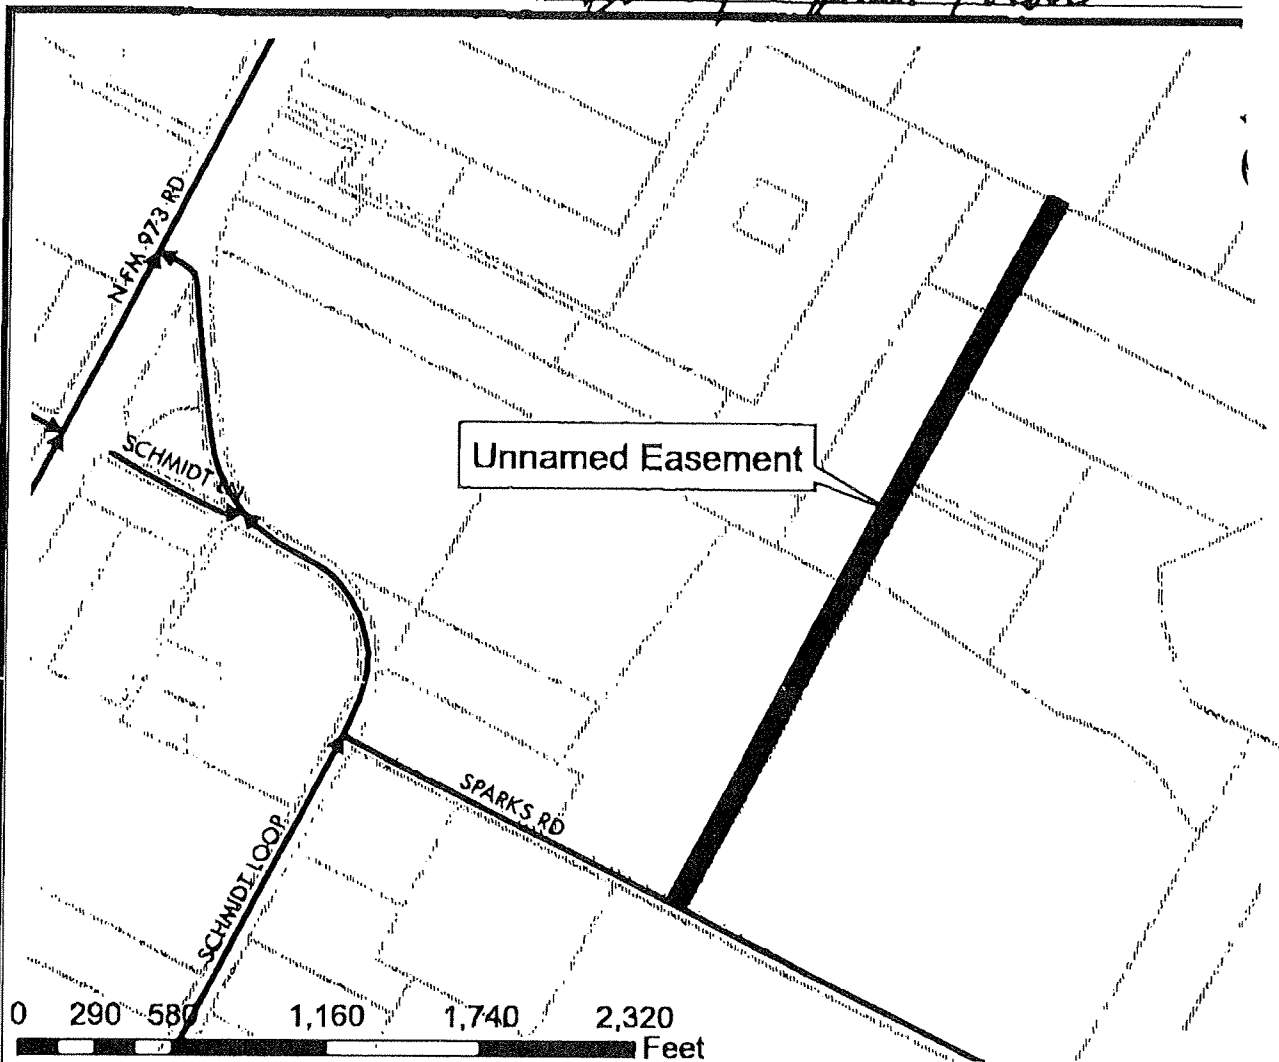 N FM 973 RD
SCHMIDT LN
Unnamed Easement
SPARKS RD
SCHMIDT LOOP
0 290 580 1,160 1,740 2,320
Feet